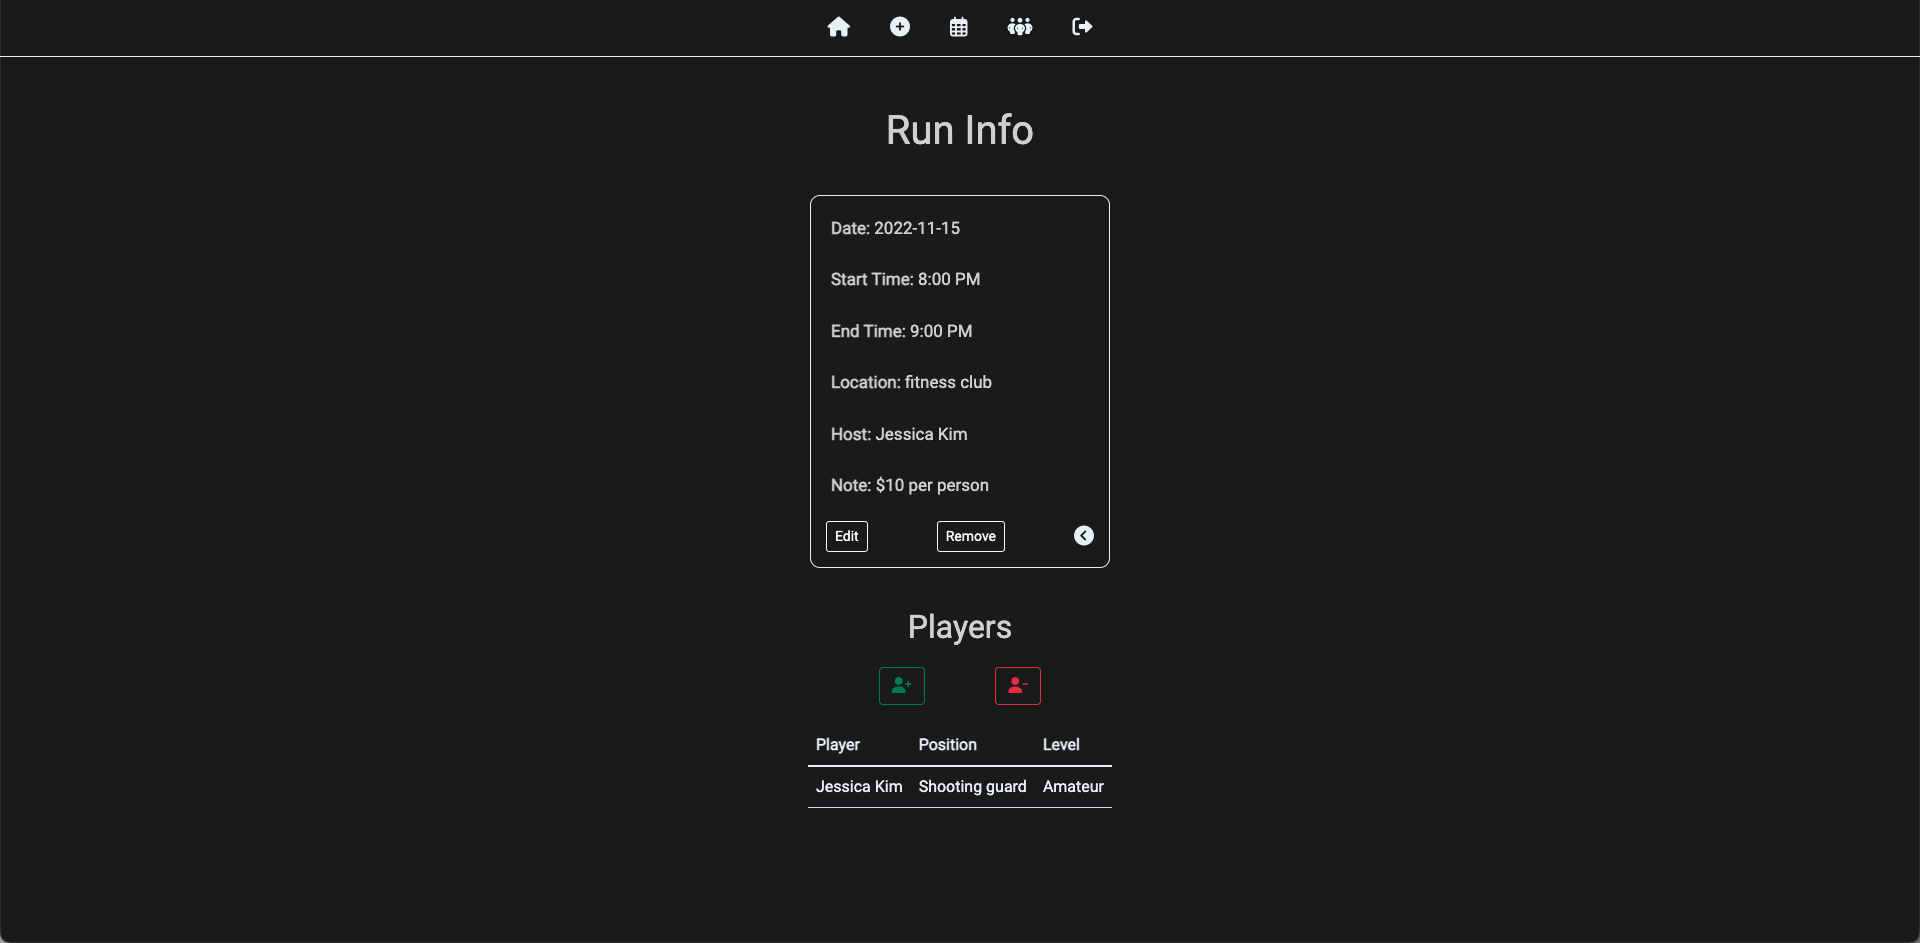 Run Info
Date: 2022-11-15
Start Time: 8:00 PM
End Time: 9:00 PM
Location: fitness club
Host: Jessica Kim
Note: $10 per person
Edit Remove
Players
Player Position Level
Jessica Kim Shooting guard Amateur